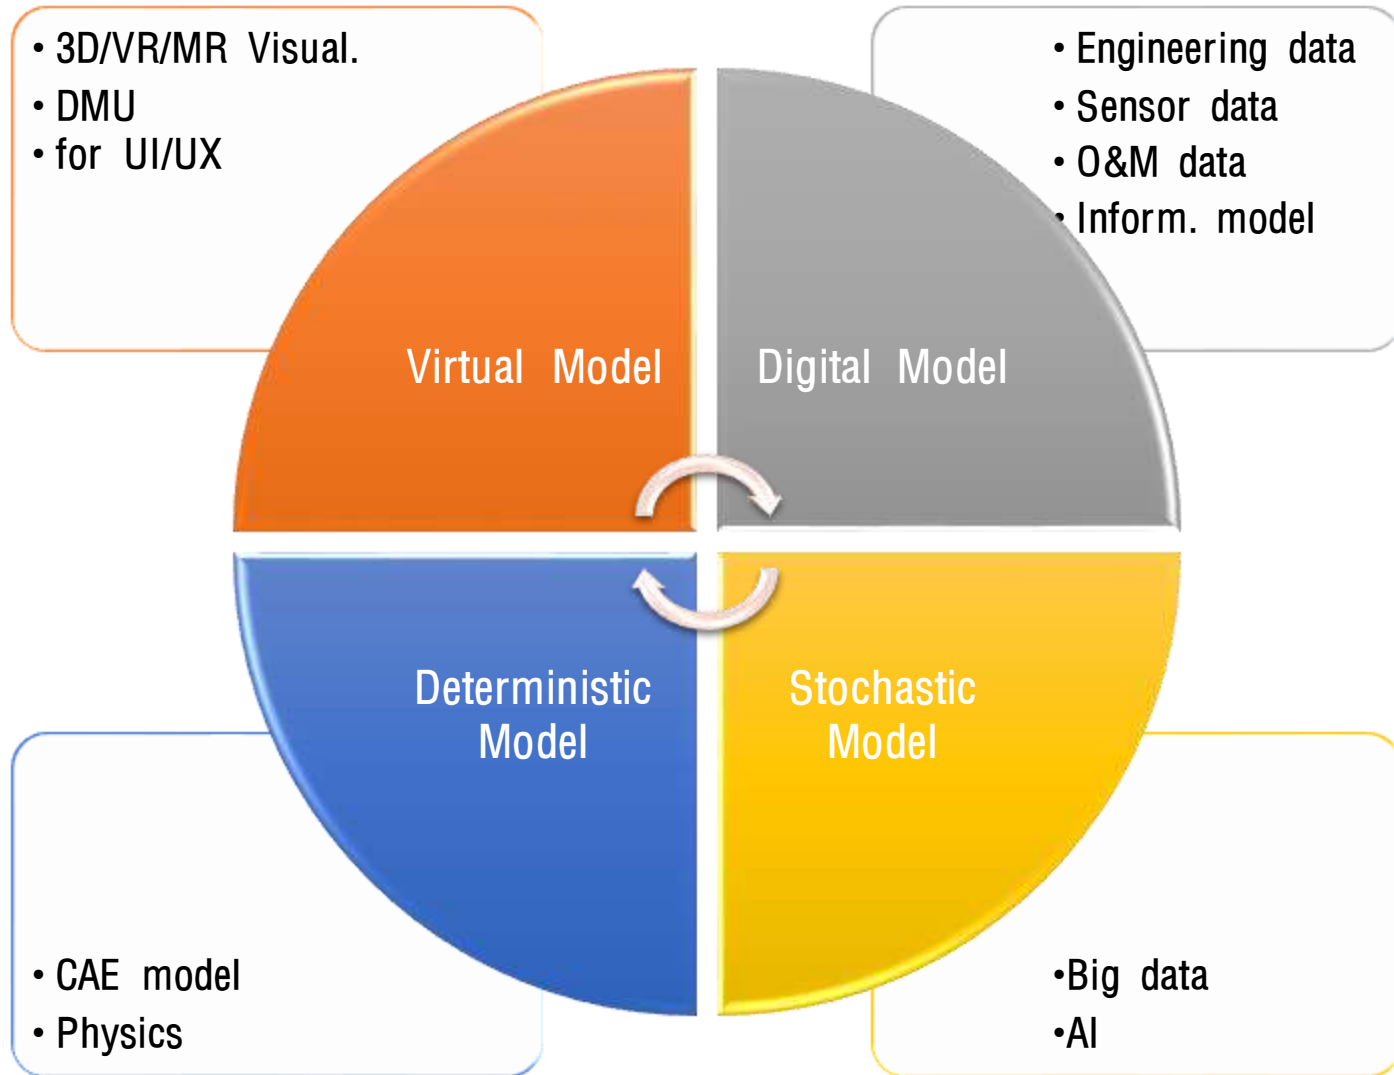 • 3D/VR/MR Visual.
• DMU
• for UI/UX
• Engineering data
• Sensor data
• O&M data
• Inform. model
Virtual Model
Digital Model
Deterministic
Model
Stochastic
Model
• CAE model
• Physics
•Big data
•AI